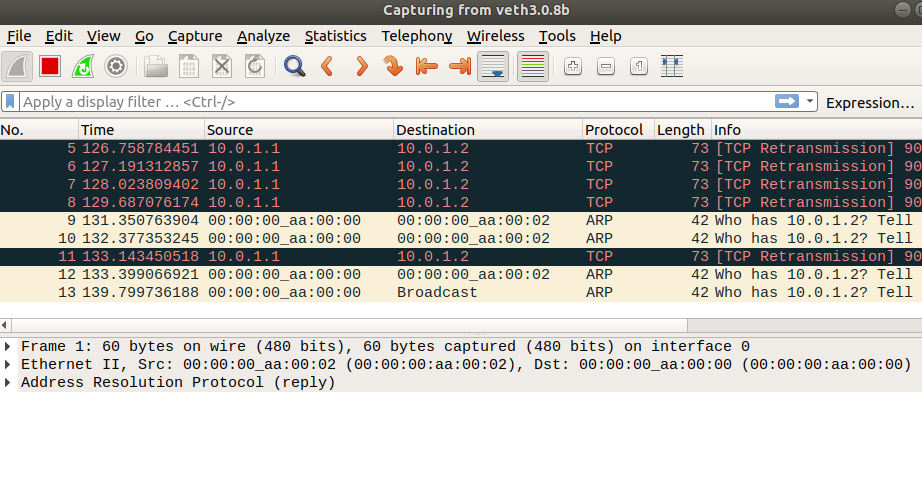 Capturing from veth3.0.8b
File Edit View Go Capture Analyze Statistics Telephony Wireless Tools Help
Apply a display filter … <Ctrl-/> Expression…
No. Time Source Destination Protocol Length Info
5 126.758784451 10.0.1.1 10.0.1.2 TCP 73 [TCP Retransmission] 90
6 127.191312857 10.0.1.1 10.0.1.2 TCP 73 [TCP Retransmission] 90
7 128.023809402 10.0.1.1 10.0.1.2 TCP 73 [TCP Retransmission] 90
8 129.687076174 10.0.1.1 10.0.1.2 TCP 73 [TCP Retransmission] 90
9 131.350763904 00:00:00_aa:00:00 00:00:00_aa:00:02 ARP 42 Who has 10.0.1.2? Tell
10 132.377353245 00:00:00_aa:00:00 00:00:00_aa:00:02 ARP 42 Who has 10.0.1.2? Tell
11 133.143450518 10.0.1.1 10.0.1.2 TCP 73 [TCP Retransmission] 90
12 133.399066921 00:00:00_aa:00:00 00:00:00_aa:00:02 ARP 42 Who has 10.0.1.2? Tell
13 139.799736188 00:00:00_aa:00:00 Broadcast ARP 42 Who has 10.0.1.2? Tell
Frame 1: 60 bytes on wire (480 bits), 60 bytes captured (480 bits) on interface 0
Ethernet II, Src: 00:00:00_aa:00:02 (00:00:00:aa:00:02), Dst: 00:00:00_aa:00:00 (00:00:00:aa:00:00)
Address Resolution Protocol (reply)